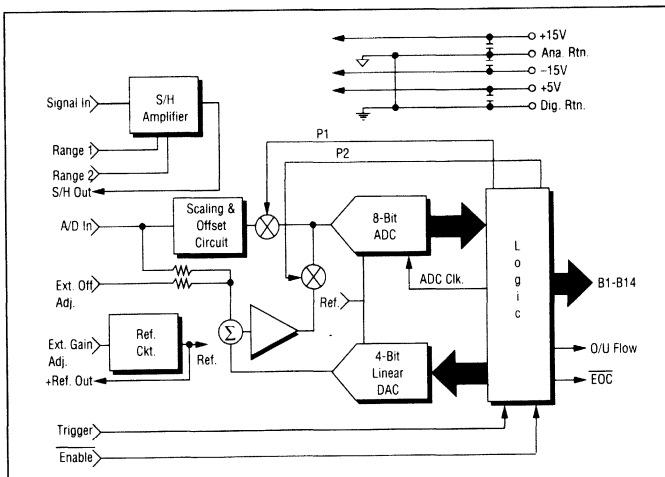 +15V
Ana. Rtn.
–15V
+5V
Dig. Rtn.
Signal In
S/H
Amplifier
Range 1
Range 2
S/H Out
P1
P2
A/D In
Scaling &
Offset
Circuit
8-Bit
ADC
Logic
B1-B14
Ext. Off
Adj.
Ref.
ADC Clk.
Σ
Ext. Gain
Adj.
Ref.
Ckt.
Ref.
+Ref. Out
4-Bit
Linear
DAC
O/U Flow
EOC
Trigger
Enable